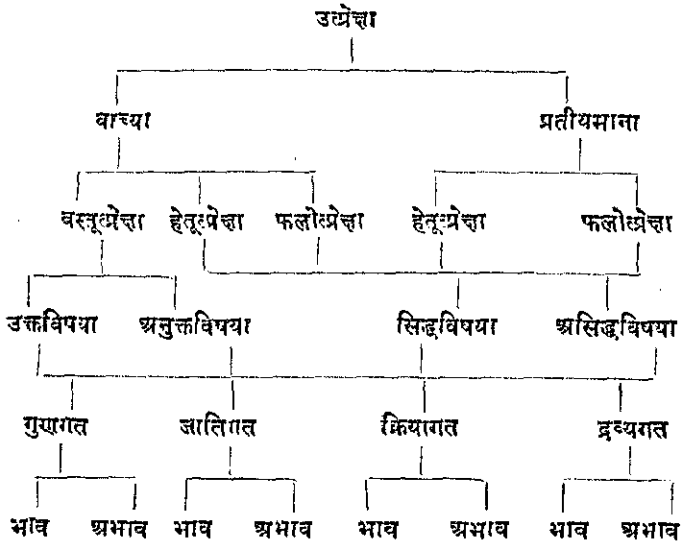 उत्प्रेक्षा
वाच्या प्रतीयमाना
वस्तूत्प्रेक्षा हेतूत्प्रेक्षा फलोत्प्रेक्षा हेतूत्प्रेक्षा फलोत्प्रेक्षा
उक्तविषया अनुक्तविषया सिद्धविषया असिद्धविषया
गुणगत जातिगत क्रियागत द्रव्यगत
भाव अभाव भाव अभाव भाव अभाव भाव अभाव